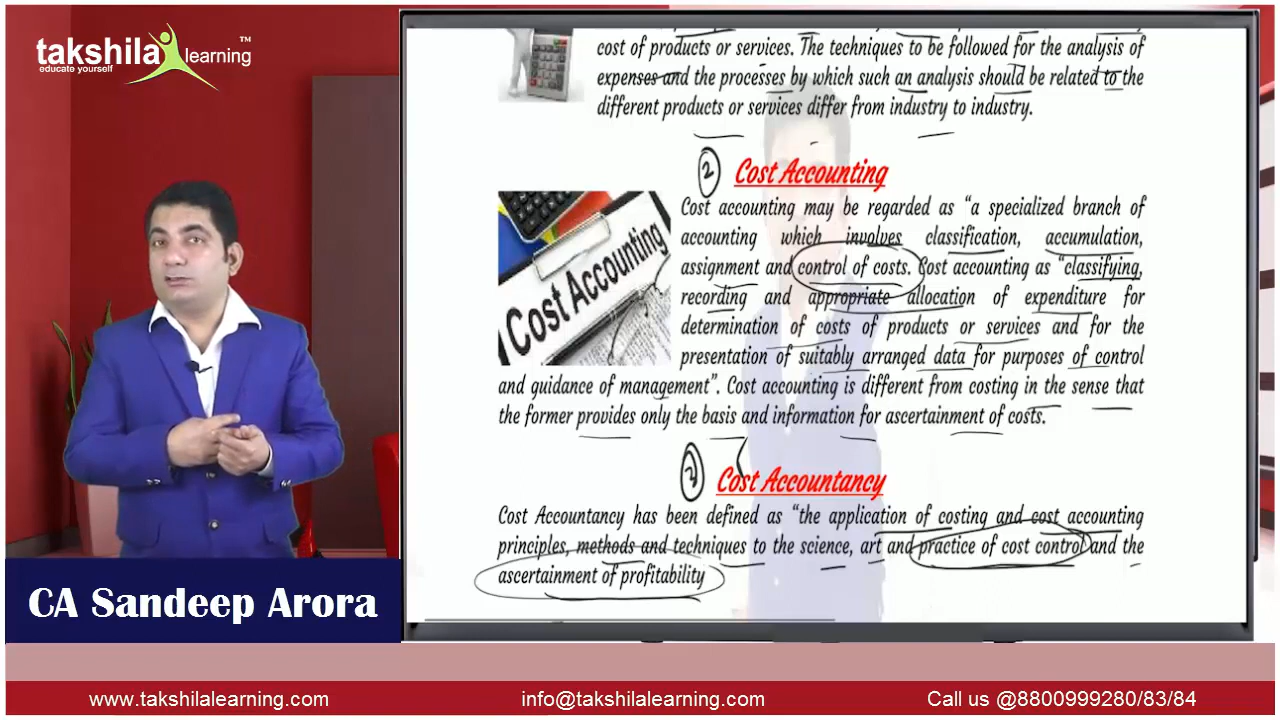 takshila learning™
educate yourself
cost of products or services. The techniques to be followed for the analysis of
expenses and the processes by which such an analysis should be related to the
different products or services differ from industry to industry.
2 Cost Accounting
Cost Accounting
Cost accounting may be regarded as “a specialized branch of
accounting which involves classification, accumulation,
assignment and control of costs. Cost accounting as “classifying,
recording and appropriate allocation of expenditure for
determination of costs of products or services and for the
presentation of suitably arranged data for purposes of control
and guidance of management”. Cost accounting is different from costing in the sense that
the former provides only the basis and information for ascertainment of costs.
Cost Accountancy
Cost Accountancy has been defined as “the application of costing and cost accounting
principles, methods and techniques to the science, art and practice of cost control and the
ascertainment of profitability
CA Sandeep Arora
www.takshilalearning.com
info@takshilalearning.com
Call us @8800999280/83/84